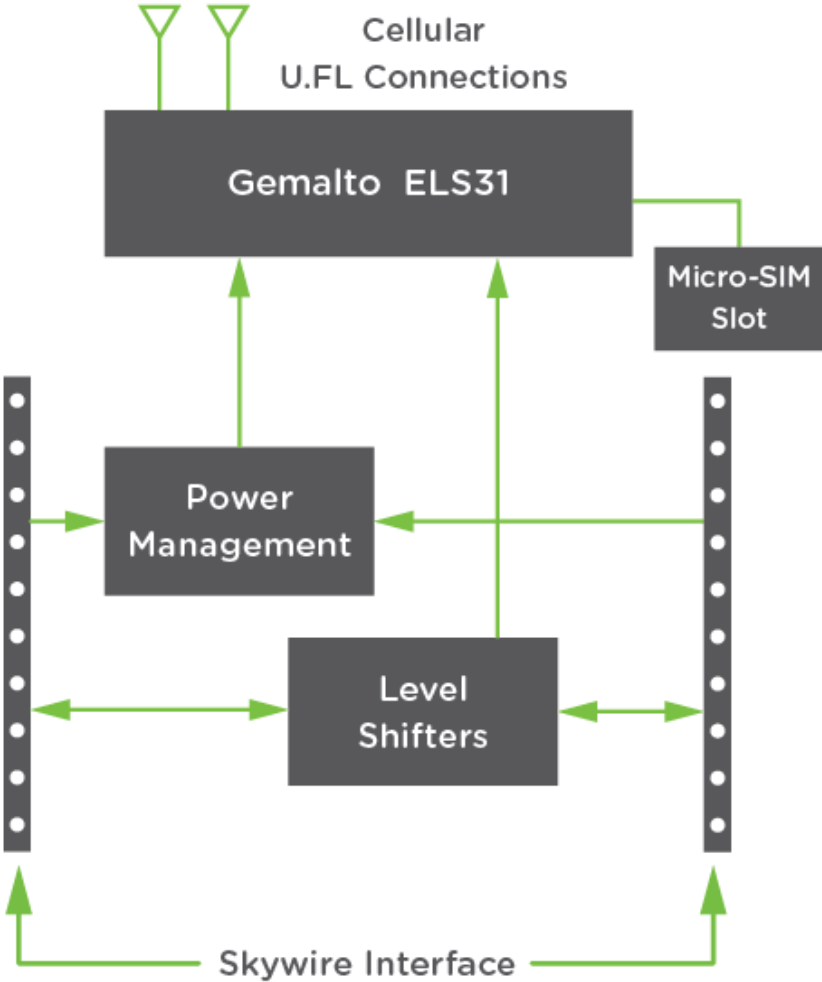 Cellular
U.FL Connections
Gemalto ELS31
Micro-SIM
Slot
Power
Management
Level
Shifters
Skywire Interface